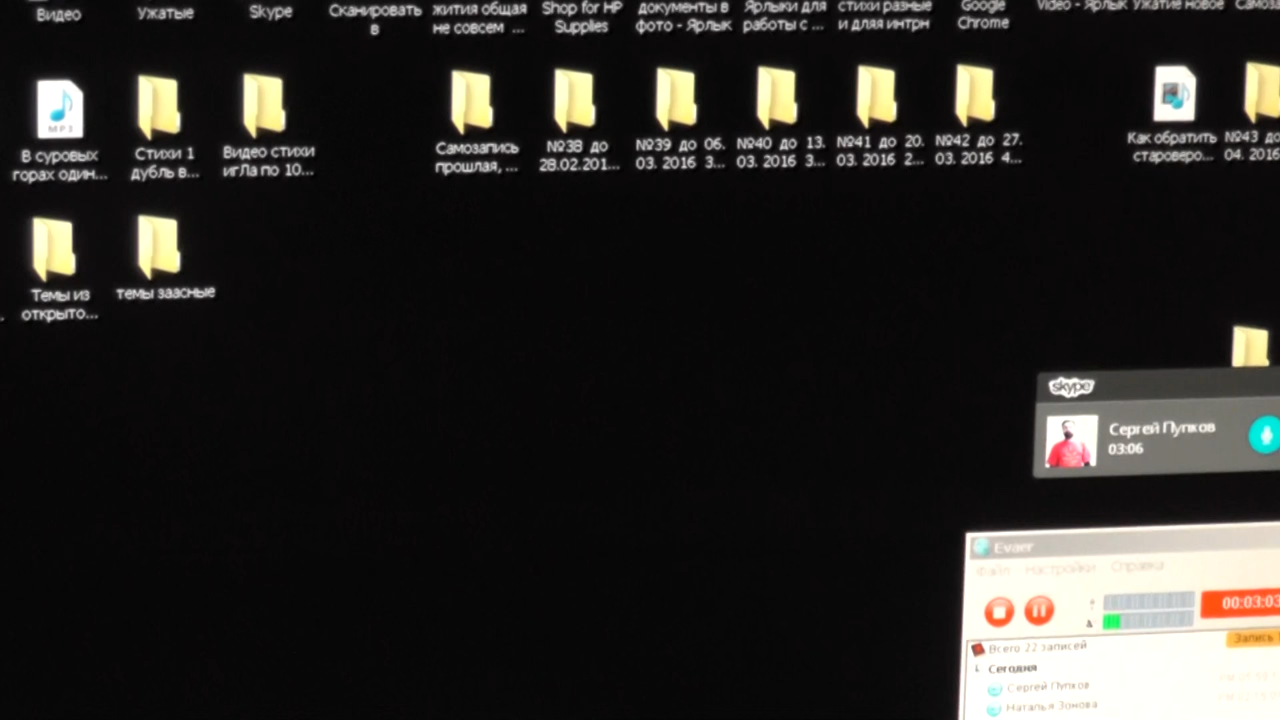 Видео
Ужатые
Skype
Сканировать
в
жития общая
не совсем ...
Shop for HP
Supplies
документы в
фото - Ярлык
Ярлыки для
работы с ...
стихи разные
и дляя интрн
Google
Chrome
Video - Ярлык
Ужатие новое
MP3
В суровых
горах один...
Стихи 1
дубль в...
Видео стихи
игЛа по 10...
Самозапись
прошлая, ...
№38 до
28.02.201...
№39 до 06.
03. 2016 3...
№40 до 13.
03. 2016 3...
№41 до 20.
03. 2016 2...
№42 до 27.
03. 2016 4...
Как обратить
староверо...
№43 до
04. 2016
Темы из
открыто...
темы заасные
skype
Сергей Пупков
03:06
Evaer
Файл Настройки Справка
00:03:03
Запись
Всего 22 записей
Сегодня
Сергей Пупков
Наталья Зонова